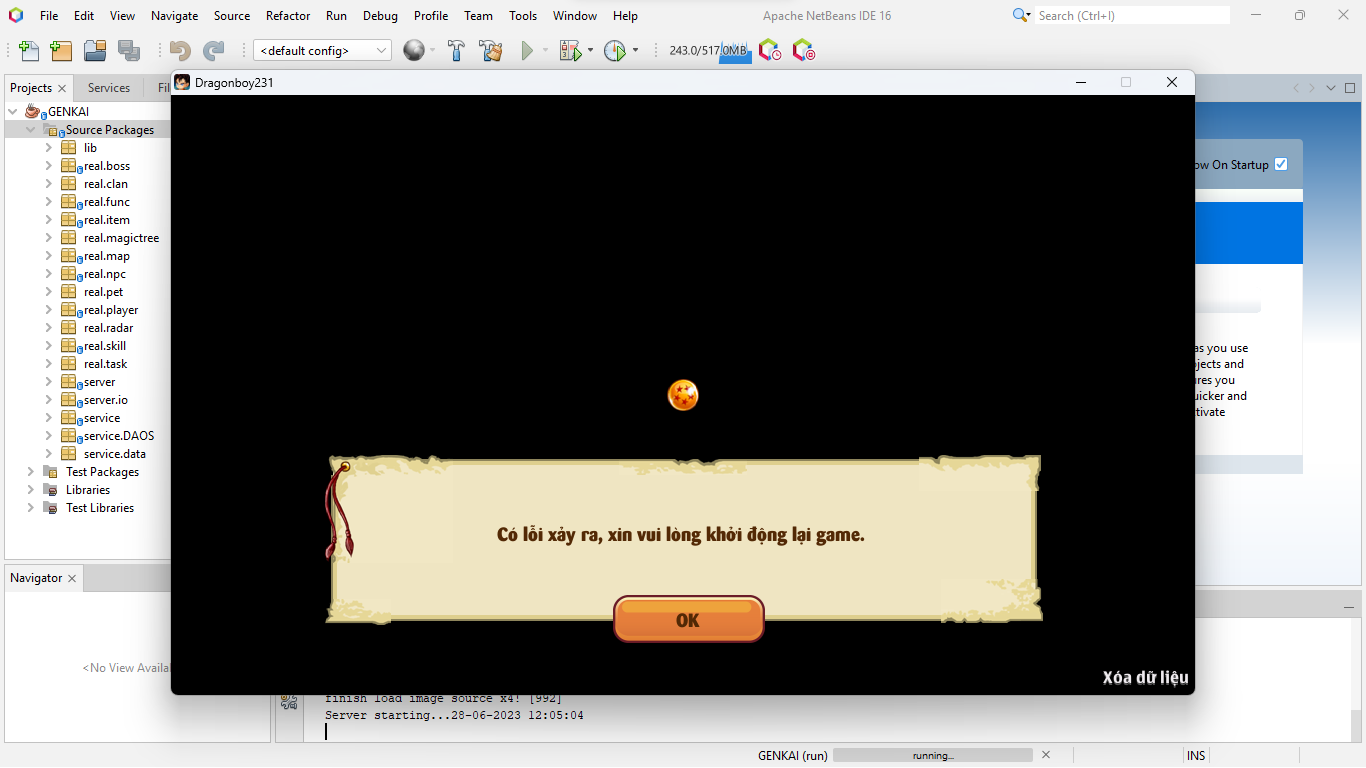 File Edit View Navigate Source Refactor Run Debug Profile Team Tools Window Help
Apache NetBeans IDE 16
Search (Ctrl+I)
<default config>
243.0/517.0MB
Projects
Services
Fil
Dragonboy231
GENKAI
Source Packages
lib
real.boss
real.clan
real.func
real.item
real.magictree
real.map
real.npc
real.pet
real.player
real.radar
real.skill
real.task
server
server.io
service
service.DAOS
service.data
Test Packages
Libraries
Test Libraries
ow On Startup
as you use
jects and
res you
uicker and
tivate
Có lỗi xảy ra, xin vui lòng khởi động lại game.
OK
Xóa dữ liệu
Navigator
<No View Availal
finish load image source x4! [992]
Server starting...28-06-2023 12:05:04
GENKAI (run)
running...
INS